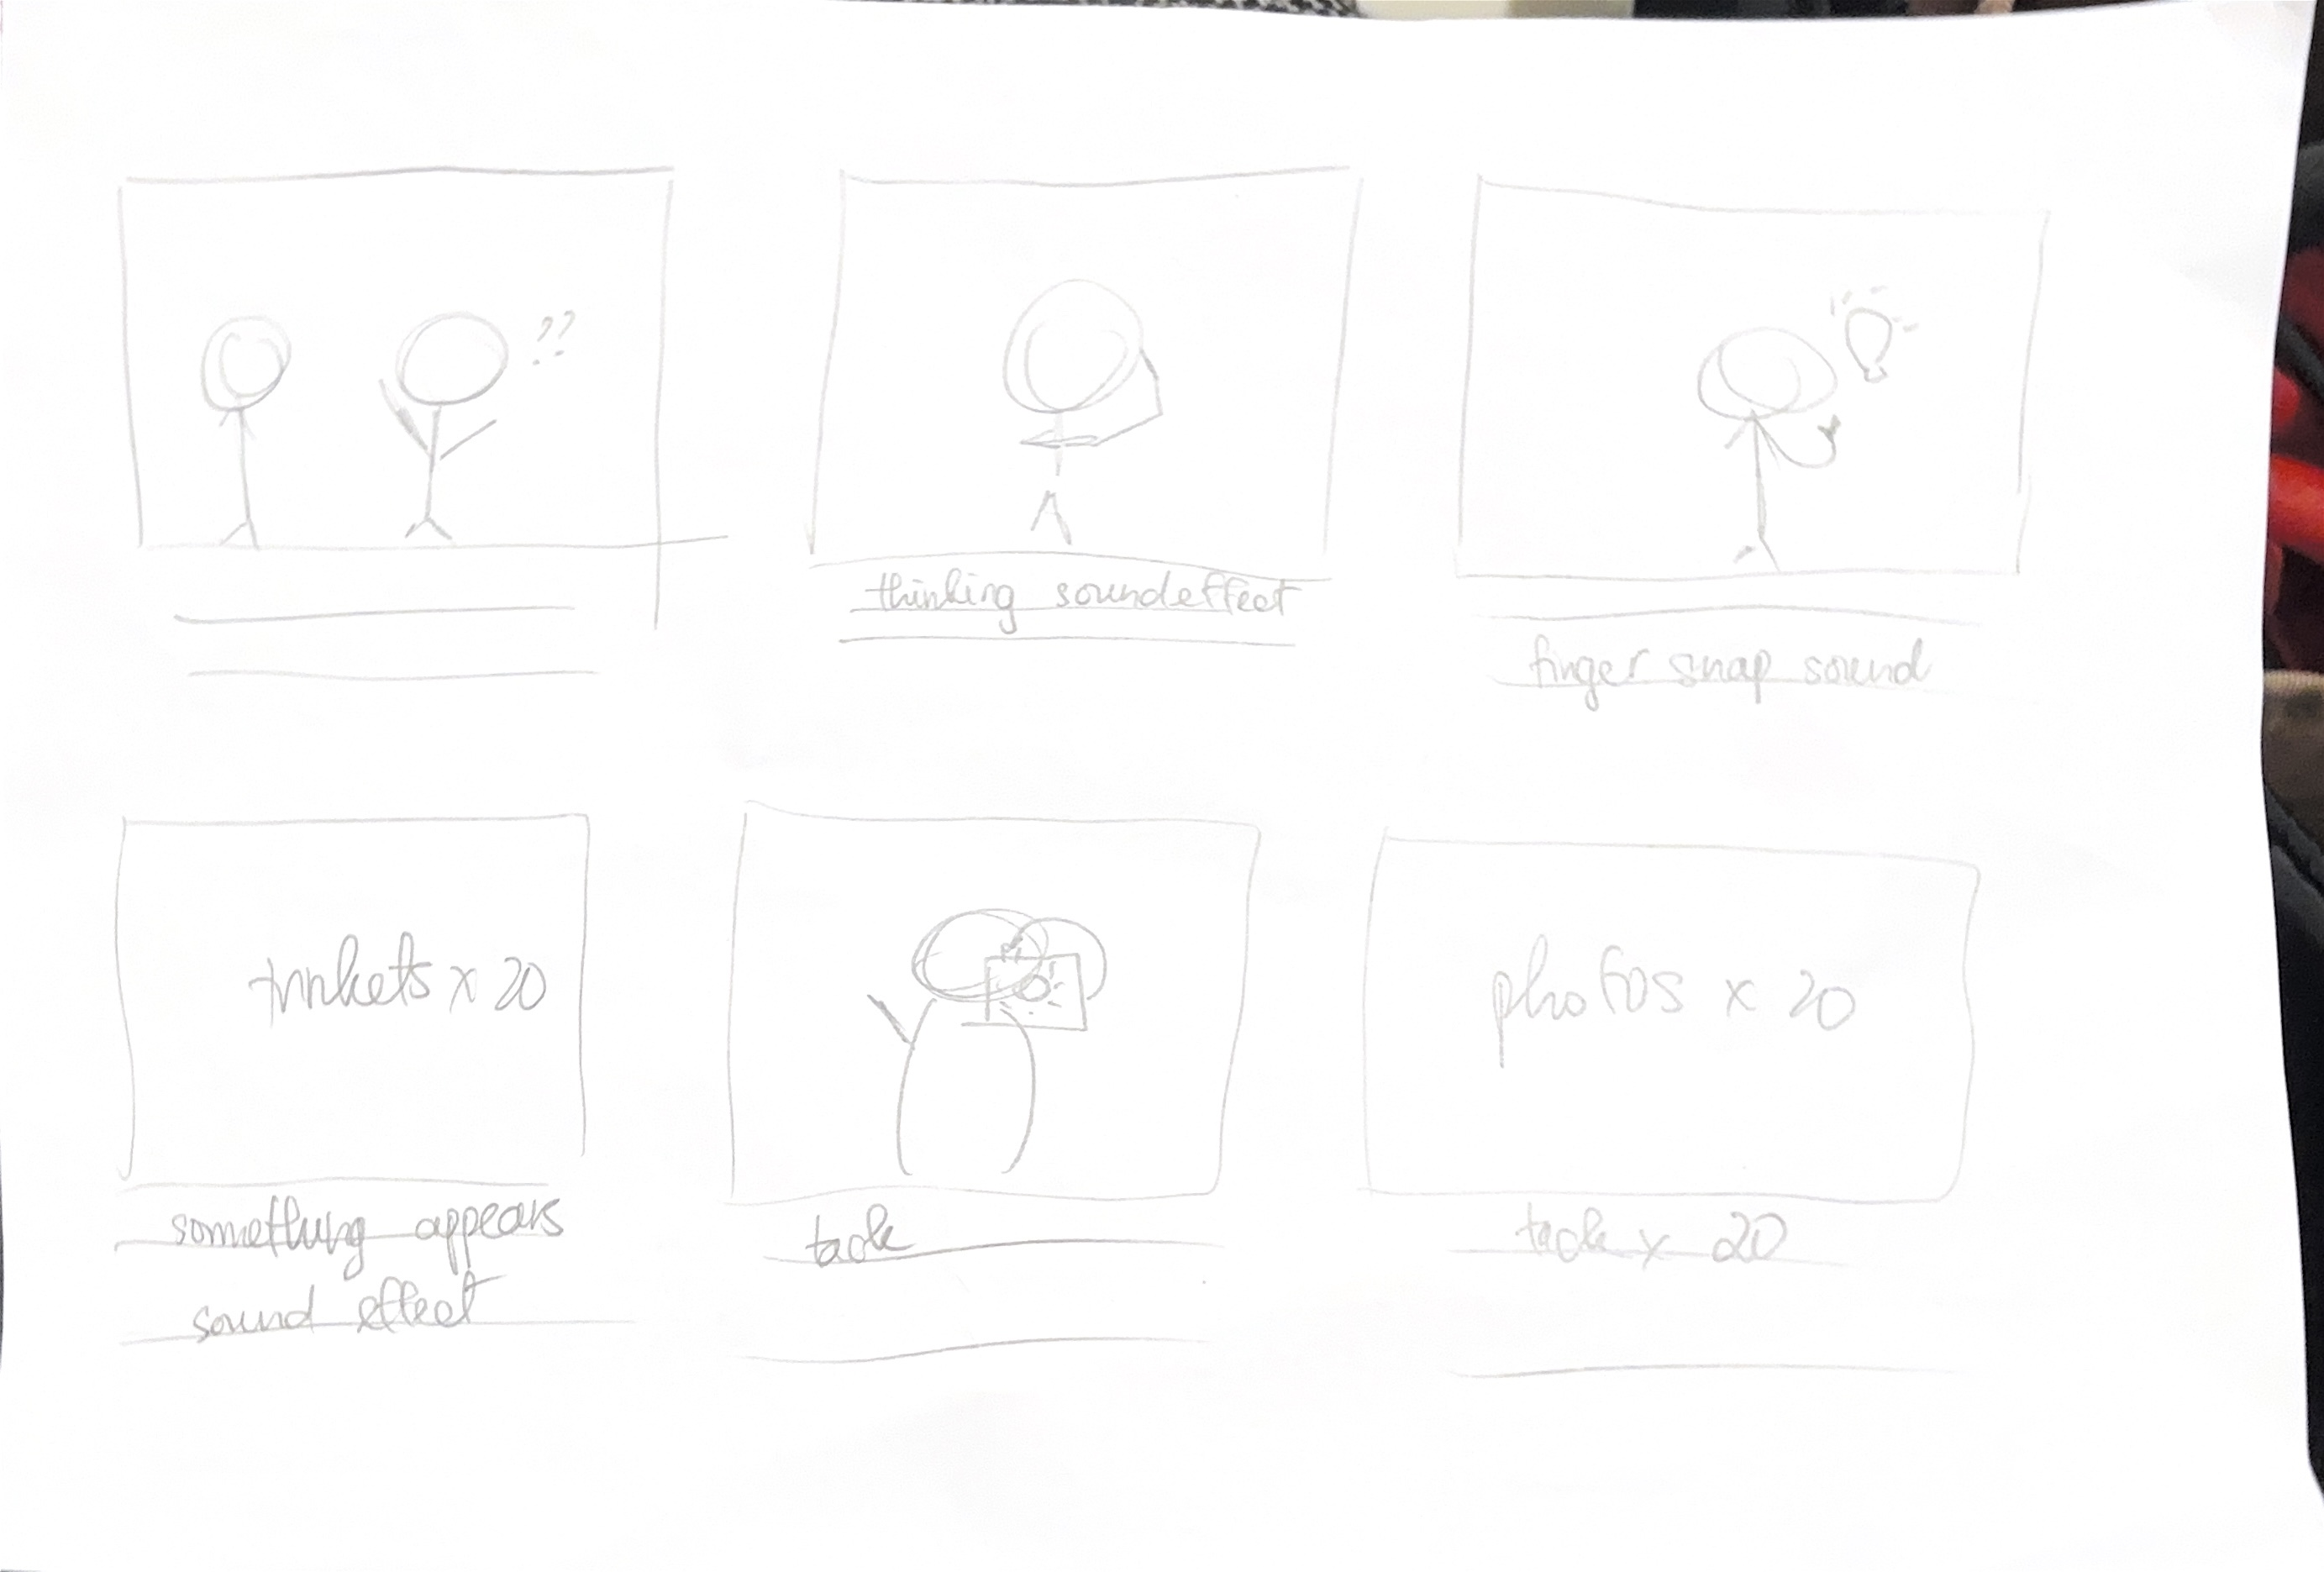 ??
thinking soundeffect
finger snap sound
trinkets x 20
something appears
sound effect
tack
photos x 20
tack x 20